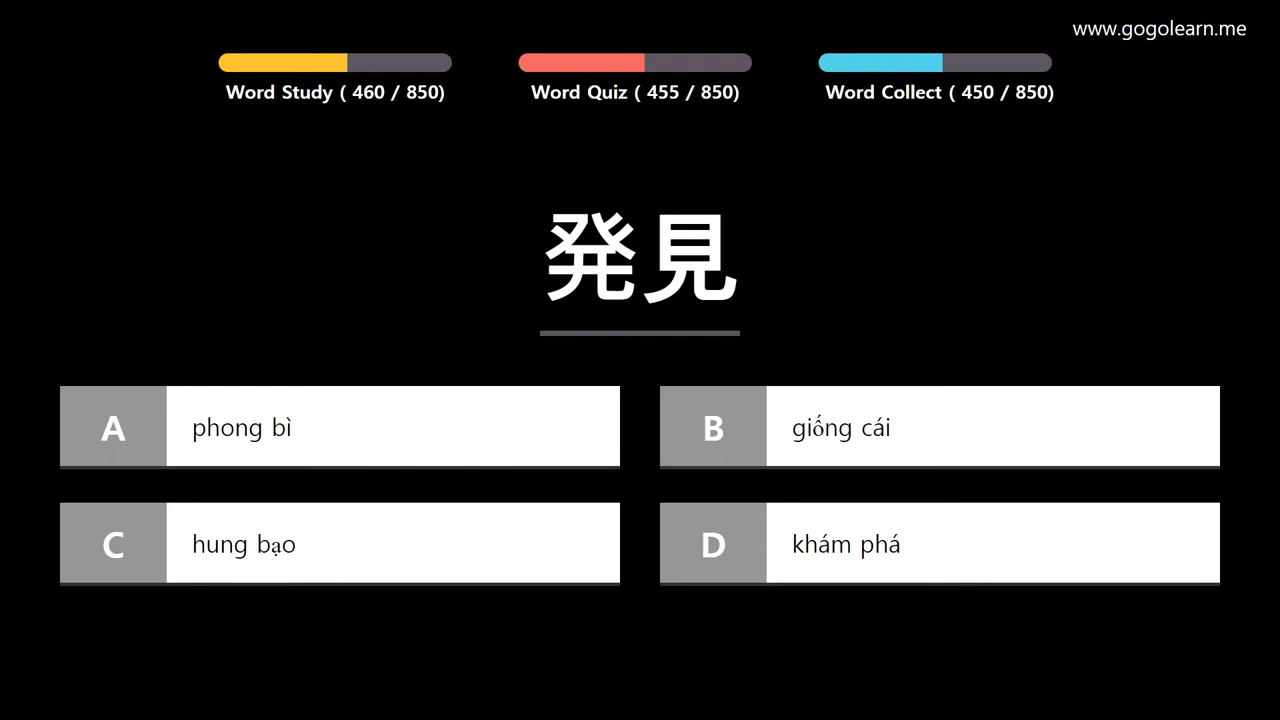 www.gogolearn.me
Word Study ( 460 / 850)
Word Quiz ( 455 / 850)
Word Collect ( 450 / 850)
発見
A phong bì
B giống cái
C hung bạo
D khám phá